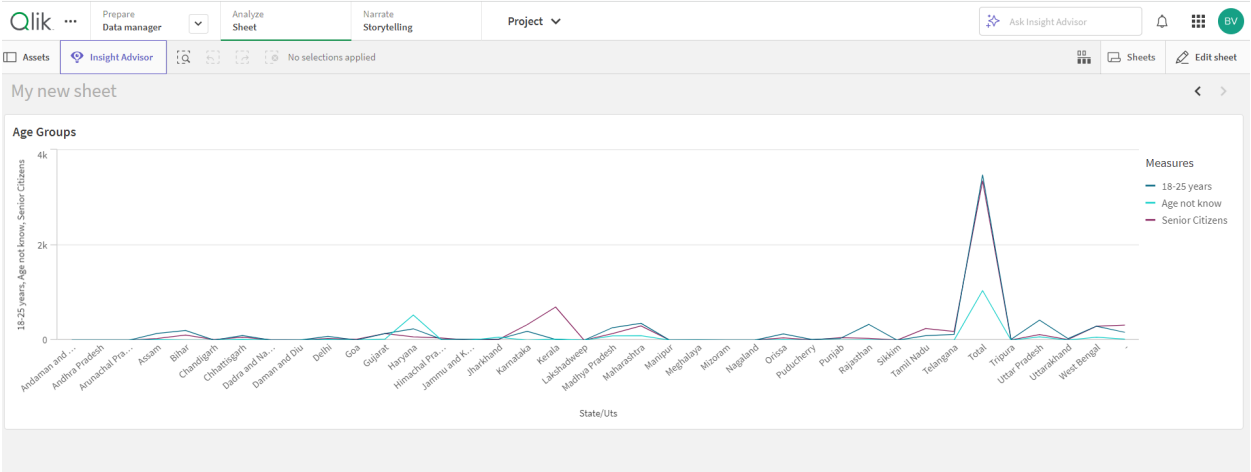 Qlik
Prepare
Data manager
Analyze
Sheet
Narrate
Storytelling
Project
Ask Insight Advisor
BV
Assets
Insight Advisor
No selections applied
Sheets
Edit sheet
My new sheet
Age Groups
18-25 years, Age not know, Senior Citizens
4k
2k
0
Andaman and ...
Andhra Pradesh
Arunachal Pra...
Assam
Bihar
Chandigarh
Chhattisgarh
Dadra and Na...
Daman and Diu
Delhi
Goa
Gujarat
Haryana
Himachal Pra...
Jammu and K...
Jharkhand
Karnataka
Kerala
Lakshadweep
Madhya Pradesh
Maharashtra
Manipur
Meghalaya
Mizoram
Nagaland
Orissa
Puducherry
Punjab
Rajasthan
Sikkim
Tamil Nadu
Telangana
Total
Tripura
Uttar Pradesh
Uttarakhand
West Bengal
-
State/Uts
Measures
18-25 years
Age not know
Senior Citizens